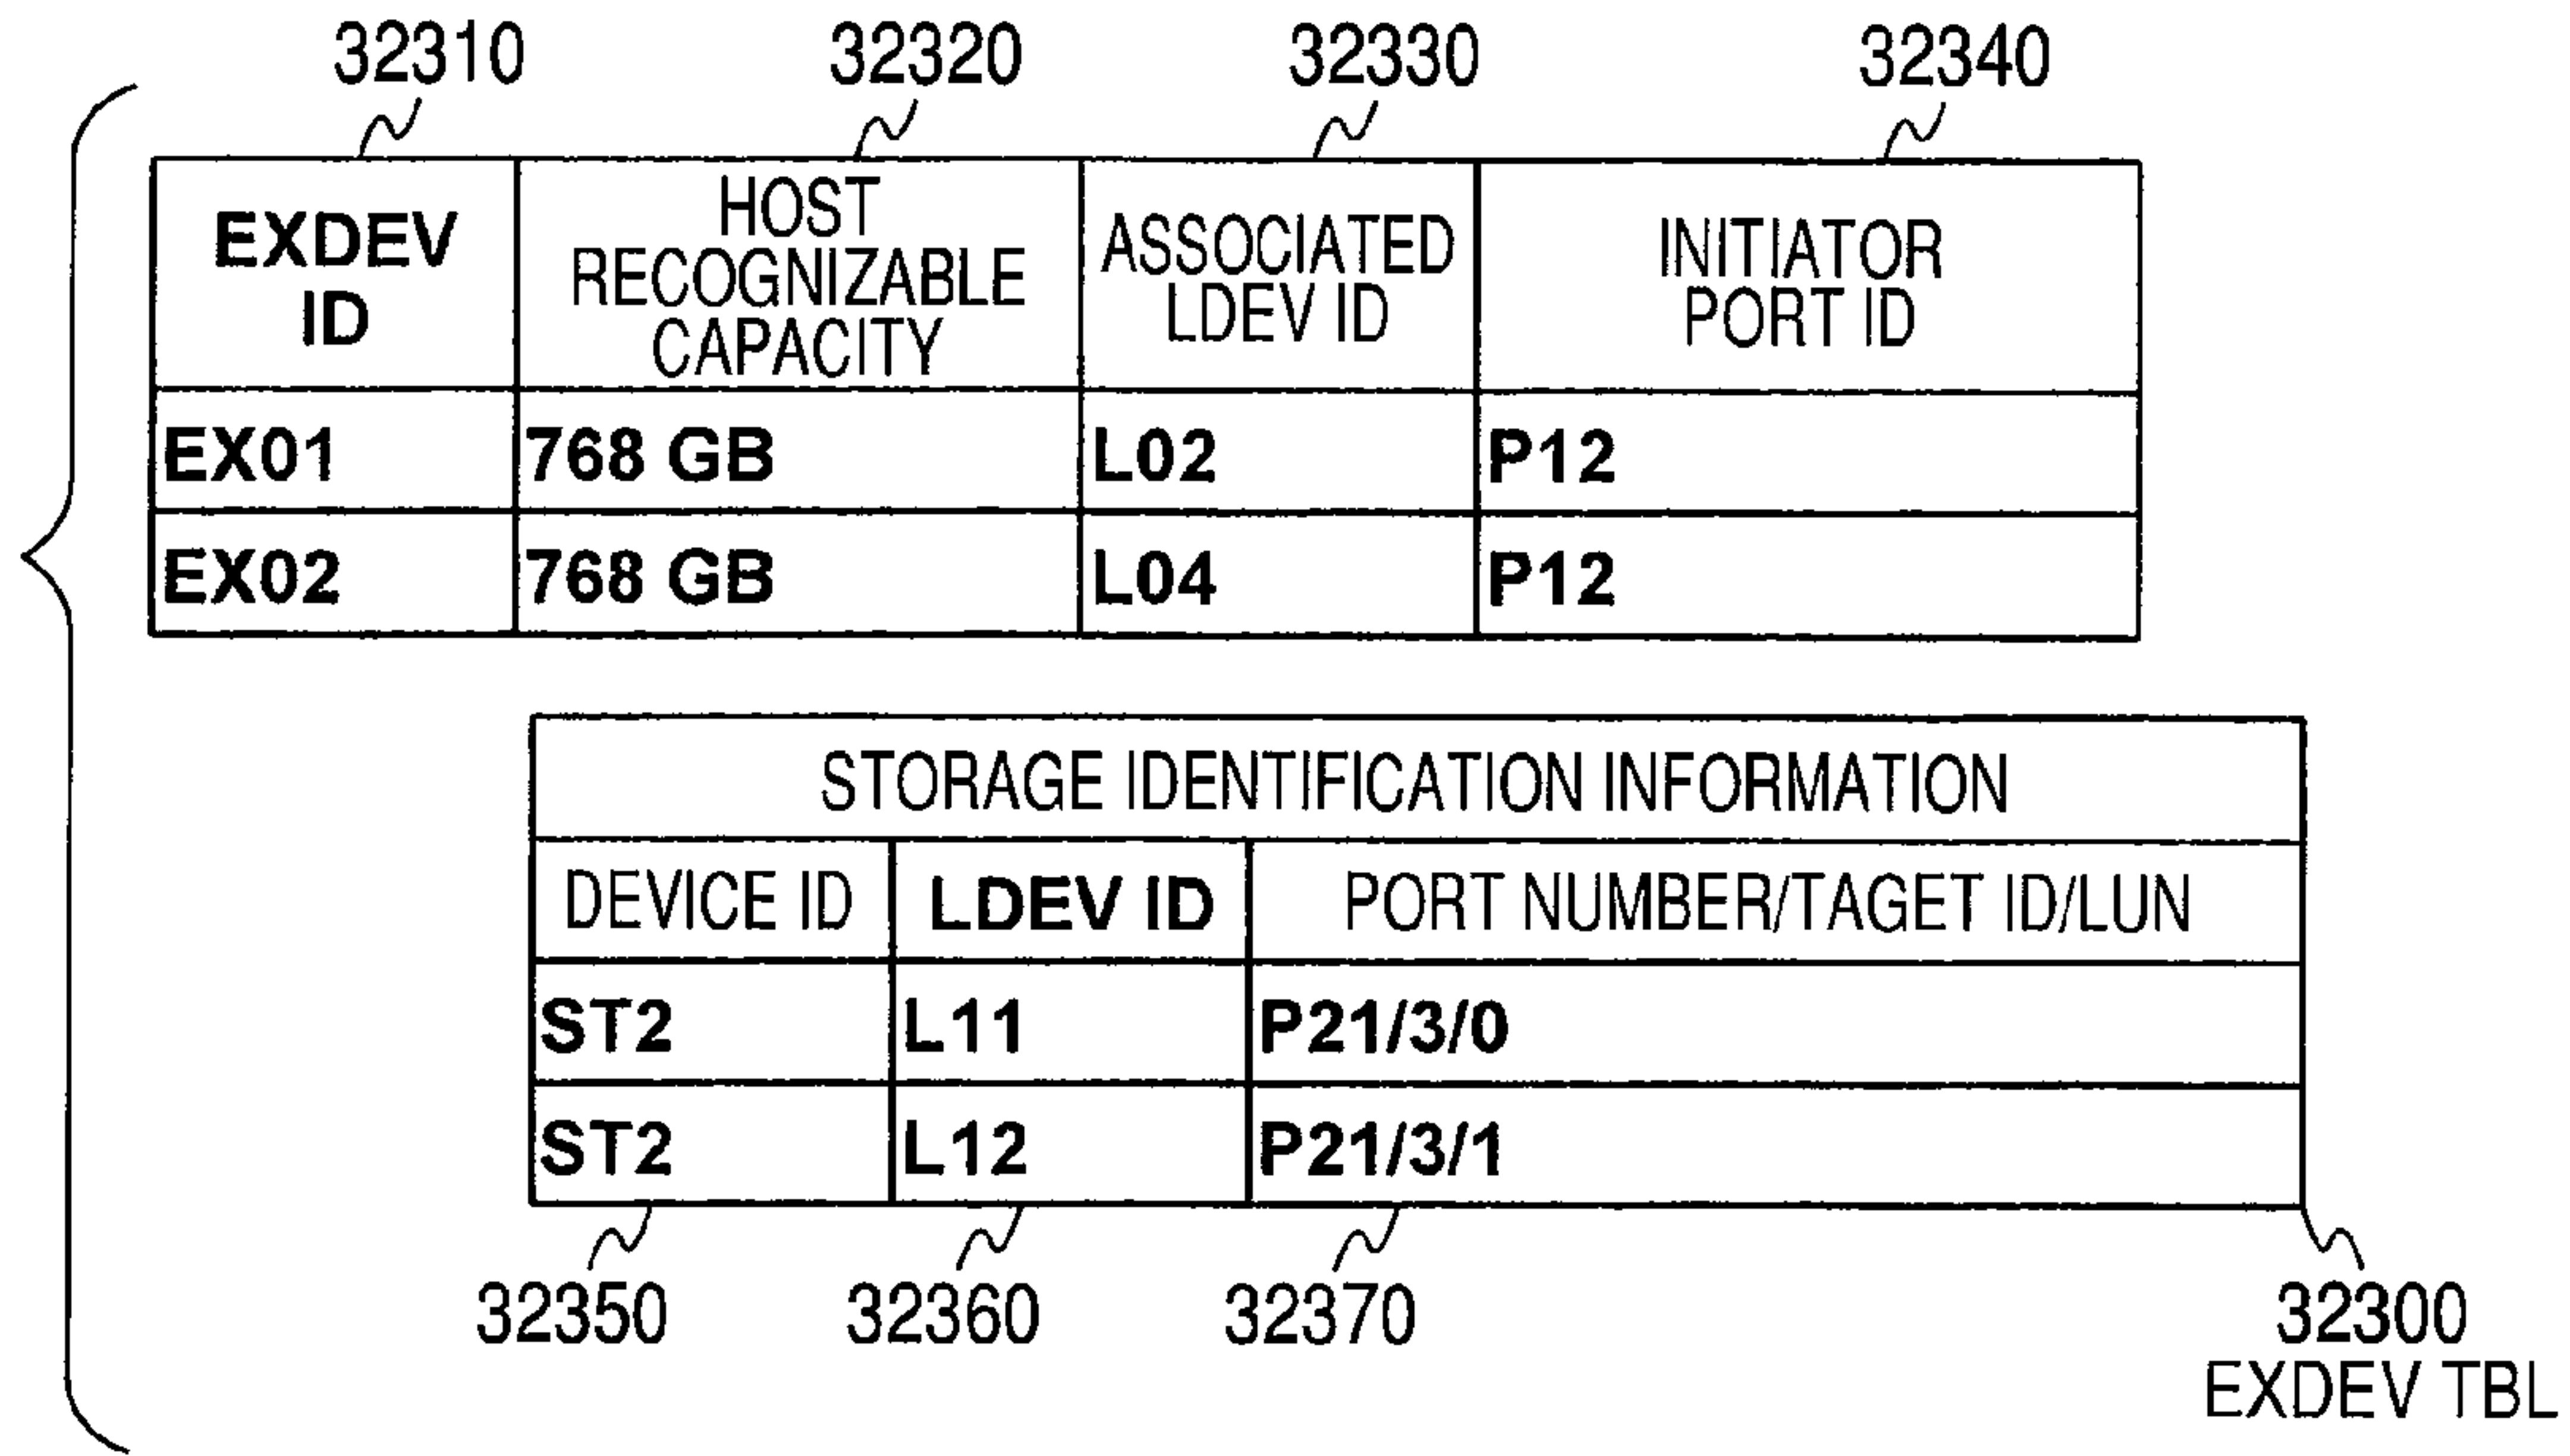 32310 32320 32330 32340
EXDEV ID HOST RECOGNIZABLE CAPACITY ASSOCIATED LDEV ID INITIATOR PORT ID
EX01 768 GB L02 P12
EX02 768 GB L04 P12
STORAGE IDENTIFICATION INFORMATION
DEVICE ID LDEV ID PORT NUMBER/TAGET ID/LUN
ST2 L11 P21/3/0
ST2 L12 P21/3/1
32350 32360 32370 32300
EXDEV TBL